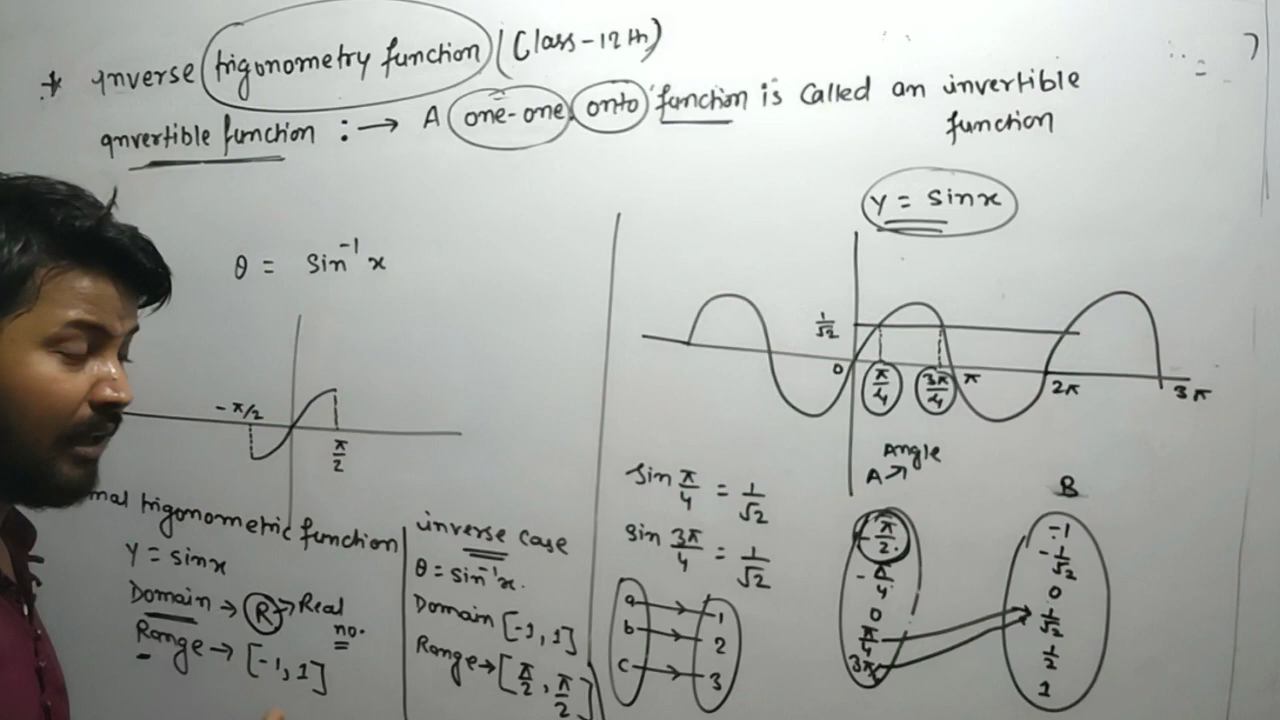 * Inverse trigonometry function (Class-12th)
Invertible function :→ A one-one onto function is called an invertible
function
y = sinx
θ = sin⁻¹x
-π/2
π/2
1/√2
0
π/4
3π/4
π
2π
3π
mal trigonometric function
y = sinx
Domain → R → Real
no.
Range → [-1,1]
inverse case
θ = sin⁻¹x.
Domain [-1,1]
Range → [π/2, π/2]
sin π/4 = 1/√2
sin 3π/4 = 1/√2
a → 1
b → 2
c → 3
Angle
A →
B
-π/2
0
π/4
3π
-1
-1/√2
0
1/√2
1/2
1